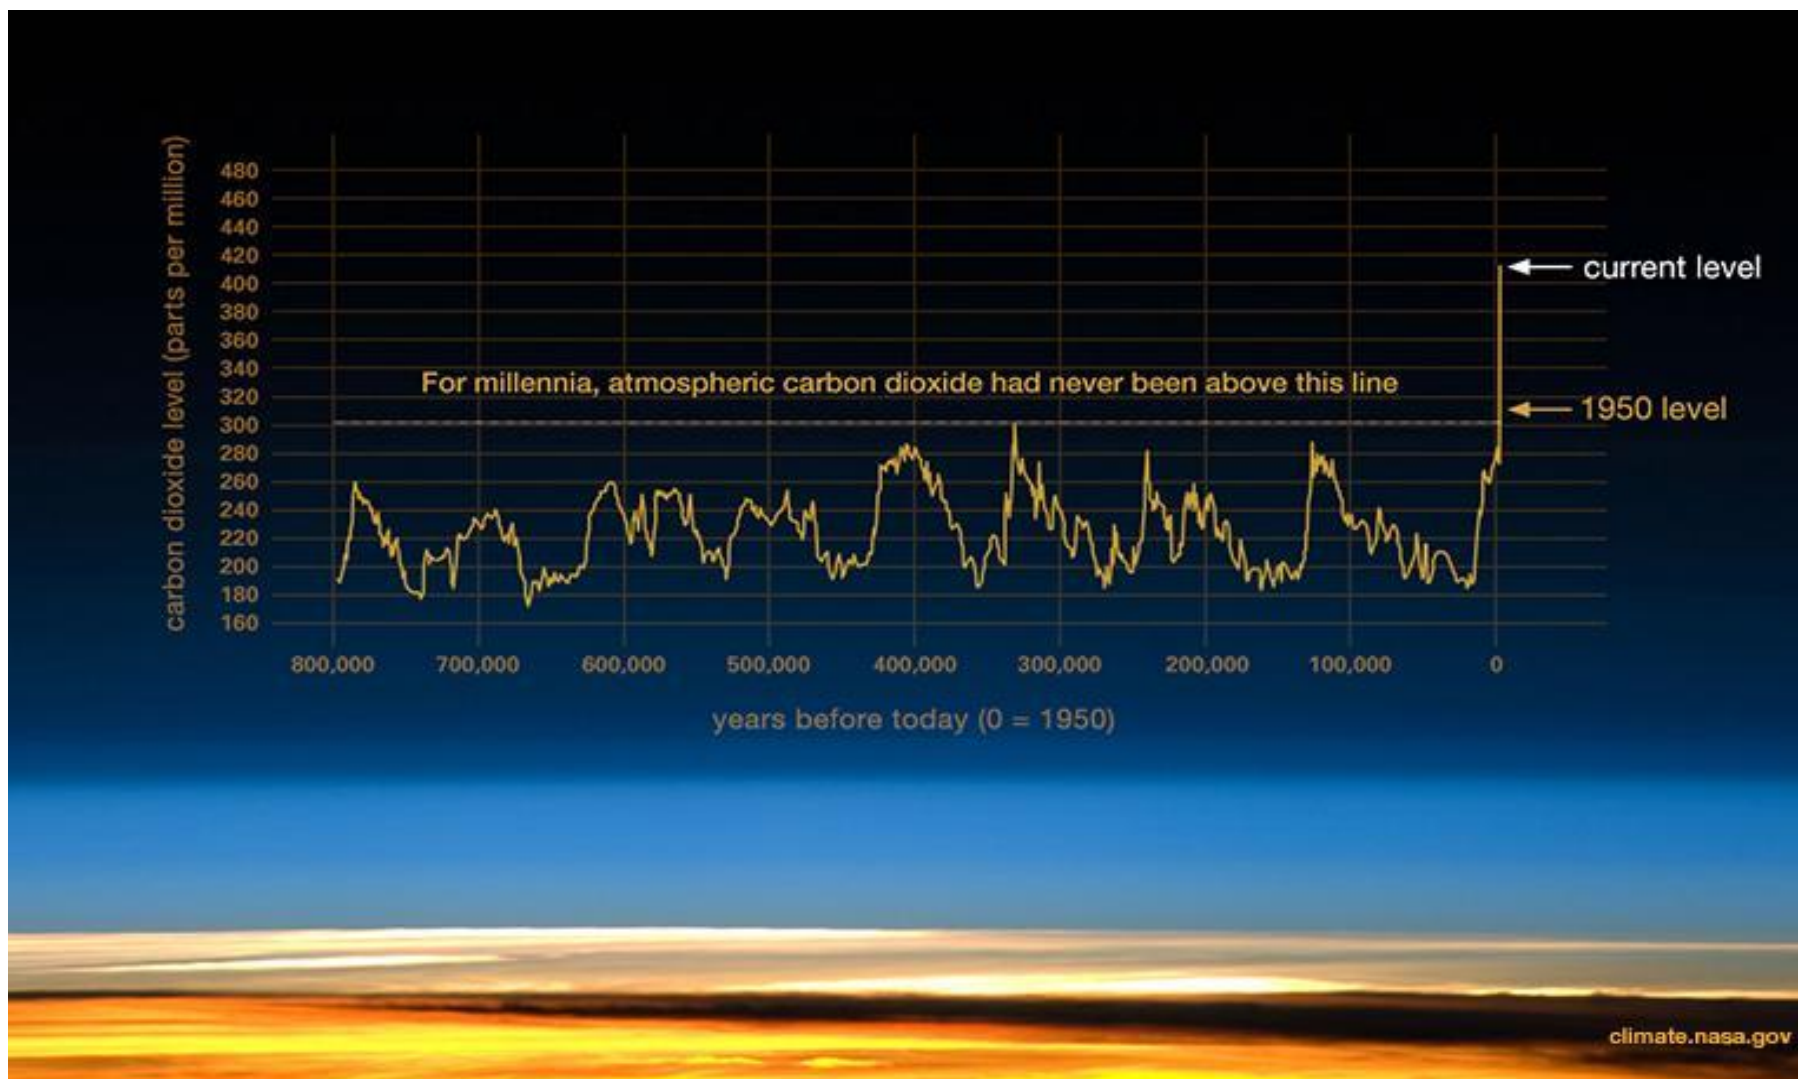 carbon dioxide level (parts per million)
480
460
440
420
400
380
360
340
320
300
280
260
240
220
200
180
160
current level
For millennia, atmospheric carbon dioxide had never been above this line
1950 level
800,000 700,000 600,000 500,000 400,000 300,000 200,000 100,000 0
years before today (0 = 1950)
climate.nasa.gov